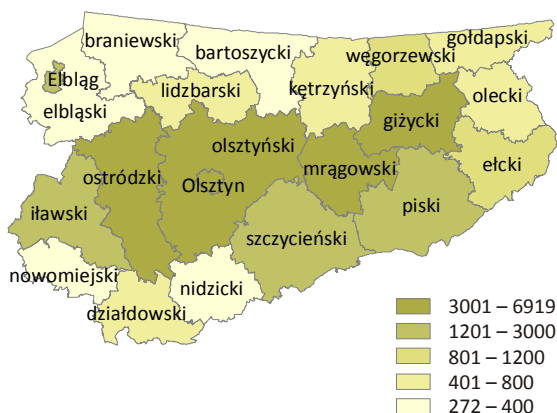 braniewski
bartoszycki
węgorzewski
gołdapski
Elbląg
elbląski
lidzbarski
kętrzyński
olecki
giżycki
olsztyński
mrągowski
ełcki
ostródzki
Olsztyn
iławski
piski
szczycieński
nowomiejski
nidzicki
działdowski
3001 – 6919
1201 – 3000
801 – 1200
401 – 800
272 – 400